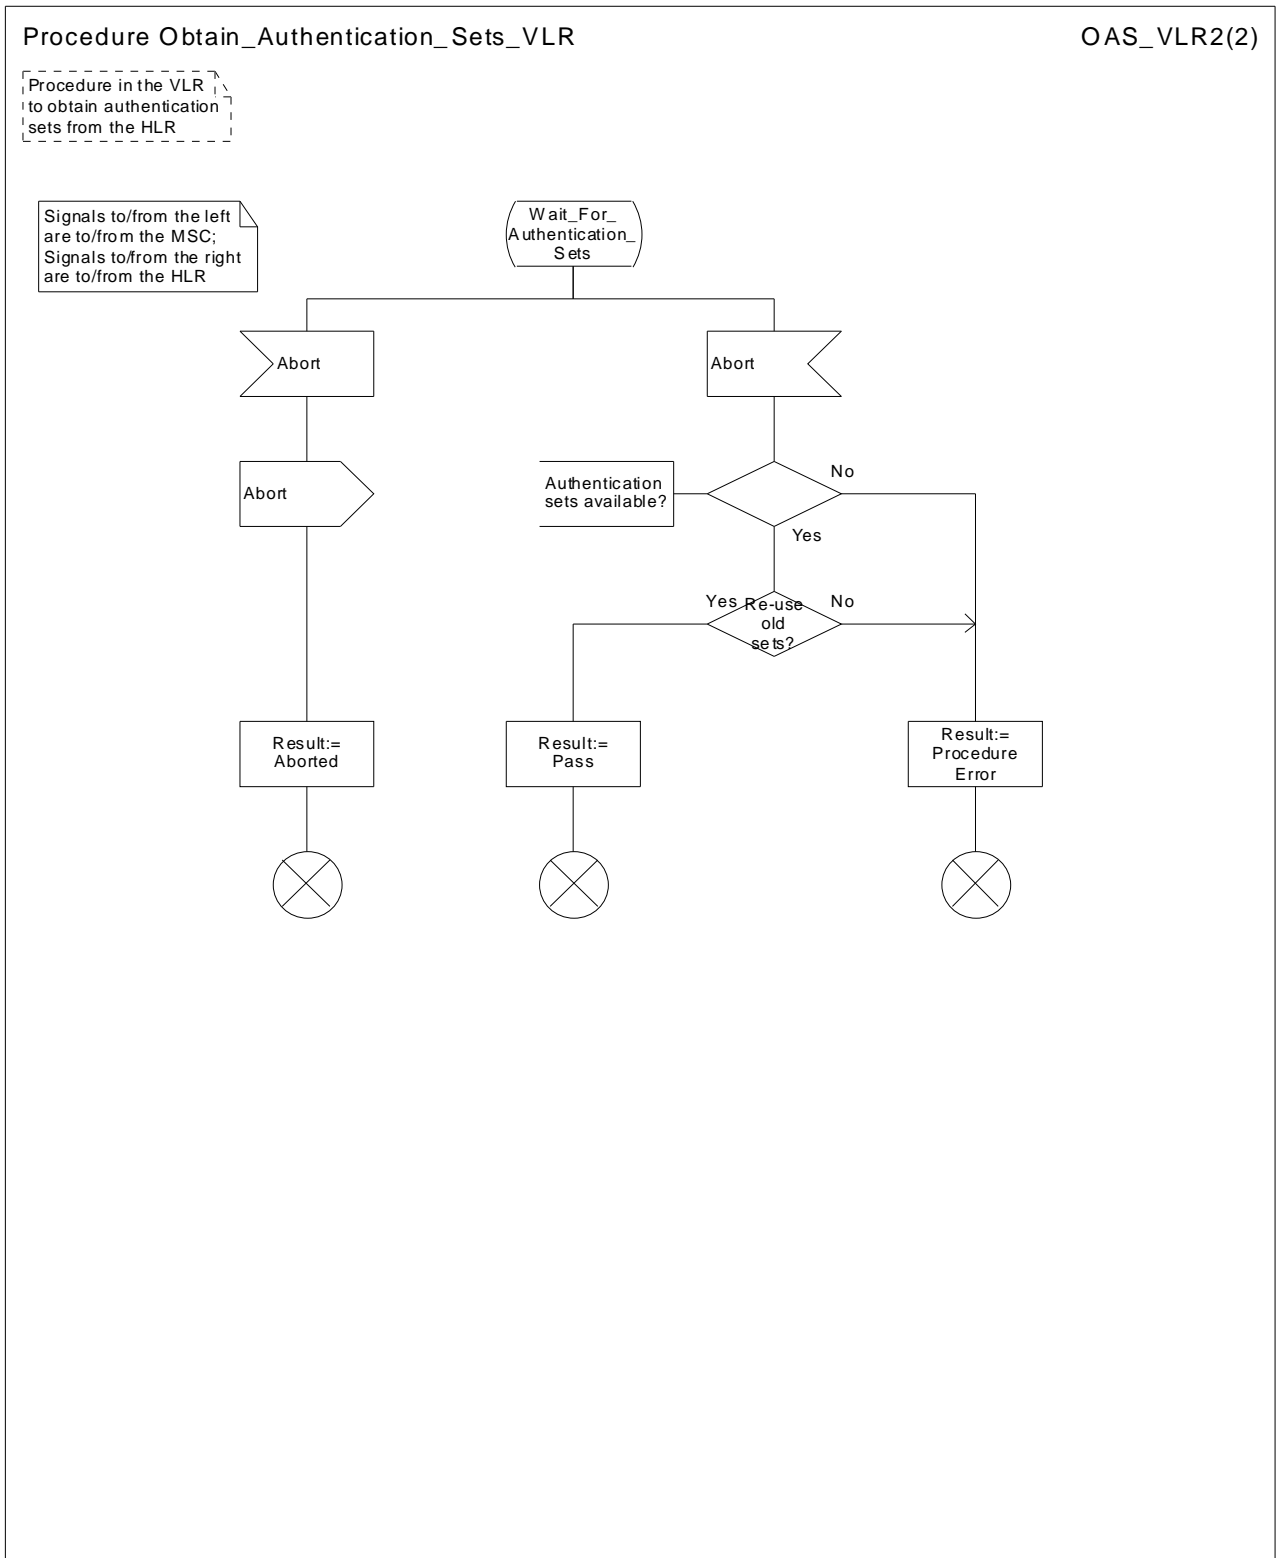 Procedure Obtain_Authentication_Sets_VLR
OAS_VLR2(2)
Procedure in the VLR
to obtain authentication
sets from the HLR
Signals to/from the left
are to/from the MSC;
Signals to/from the right
are to/from the HLR
Wait_For_
Authentication_
Sets
Abort
Abort
Abort
Authentication
sets available?
No
Yes
Yes
Re-use
old
sets?
No
Result:=
Aborted
Result:=
Pass
Result:=
Procedure
Error